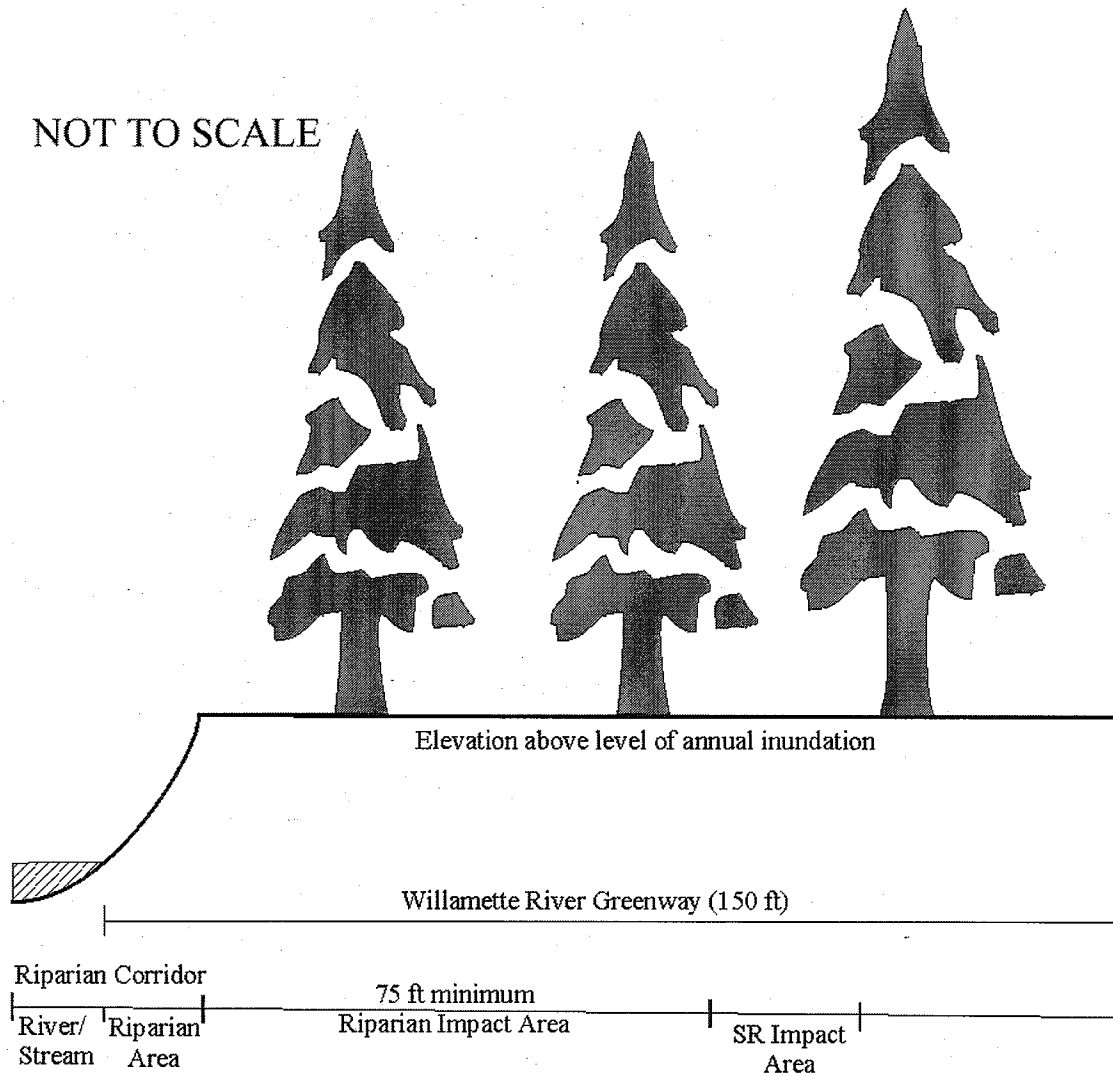 NOT TO SCALE
Elevation above level of annual inundation
Willamette River Greenway (150 ft)
Riparian Corridor
75 ft minimum
River/
Stream
Riparian
Area
Riparian Impact Area
SR Impact
Area